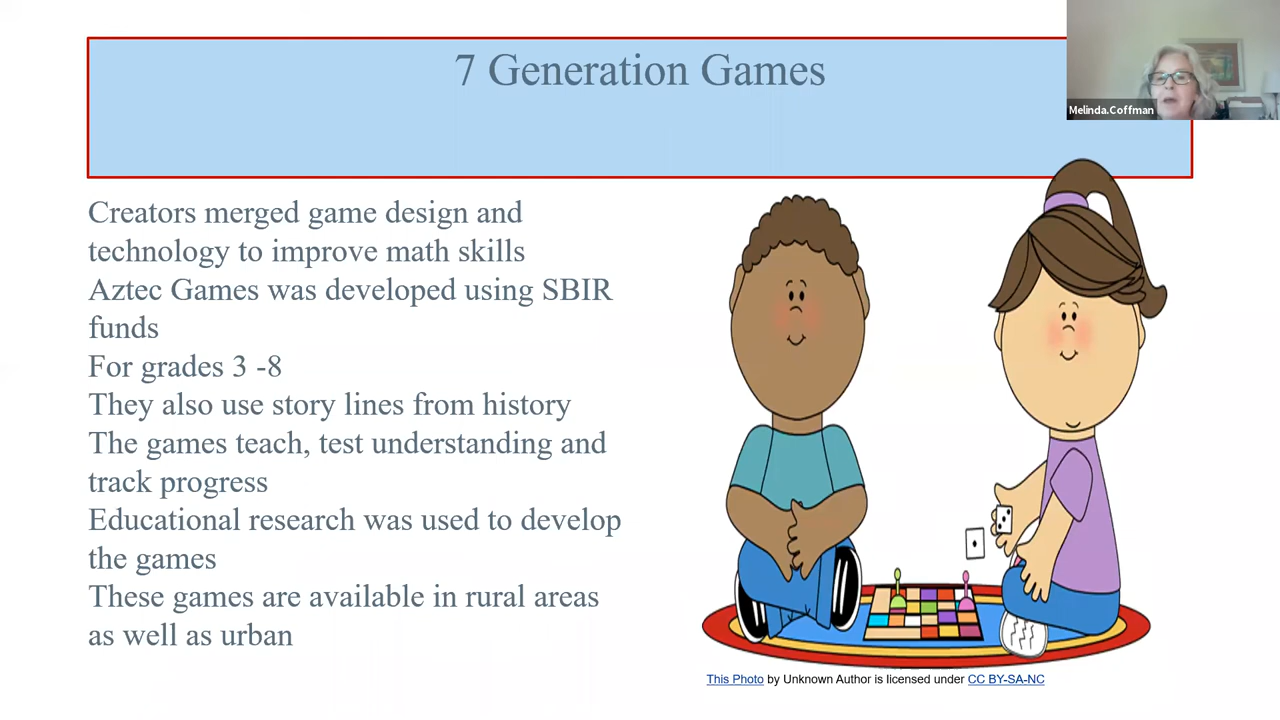 7 Generation Games
Melinda.Coffman
Creators merged game design and
technology to improve math skills
Aztec Games was developed using SBIR
funds
For grades 3 -8
They also use story lines from history
The games teach, test understanding and
track progress
Educational research was used to develop
the games
These games are available in rural areas
as well as urban
This Photo by Unknown Author is licensed under CC BY-SA-NC